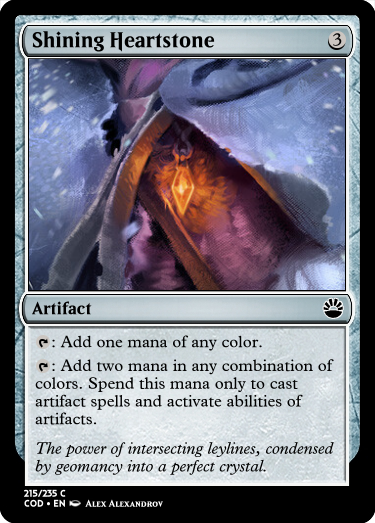 Shining Heartstone
3
Artifact
: Add one mana of any color.
: Add two mana in any combination of
colors. Spend this mana only to cast
artifact spells and activate abilities of
artifacts.
The power of intersecting leylines, condensed
by geomancy into a perfect crystal.
215/235 C
COD • EN Alex Alexandrov